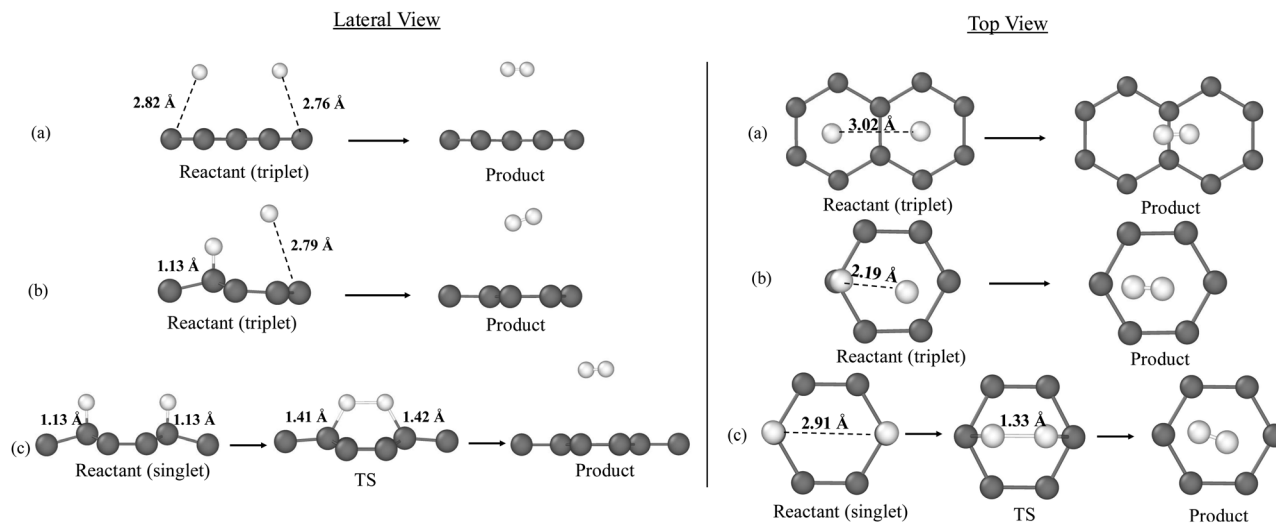 Lateral View
2.82 Å
2.76 Å
(a)
Reactant (triplet)
Product
1.13 Å
2.79 Å
(b)
Reactant (triplet)
Product
1.13 Å
1.13 Å
1.41 Å
1.42 Å
(c)
Reactant (singlet)
TS
Product
Top View
(a)
3.02 Å
Reactant (triplet)
Product
(b)
2.19 Å
Reactant (triplet)
Product
(c)
2.91 Å
1.33 Å
Reactant (singlet)
TS
Product